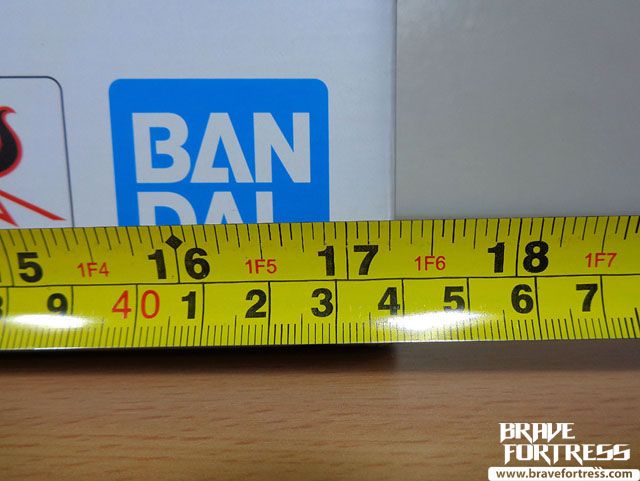 BAN
DAI
5 1F4 16 1F5 17 1F6 18 1F7
9 40 1 2 3 4 5 6 7
BRAVE
FORTRESS
www.bravefortress.com